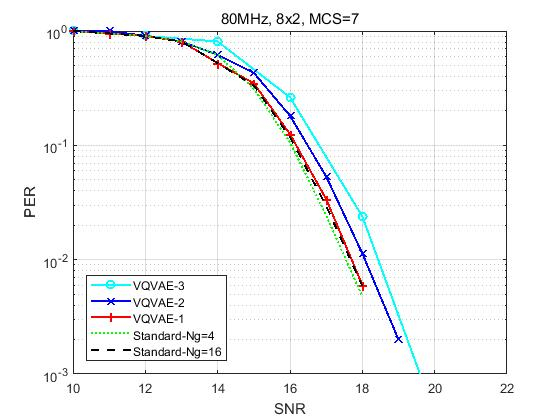 80MHz, 8x2, MCS=7
10^0
10^-1
10^-2
10^-3
PER
VQVAE-3
VQVAE-2
VQVAE-1
Standard-Ng=4
Standard-Ng=16
10 12 14 16 18 20 22
SNR